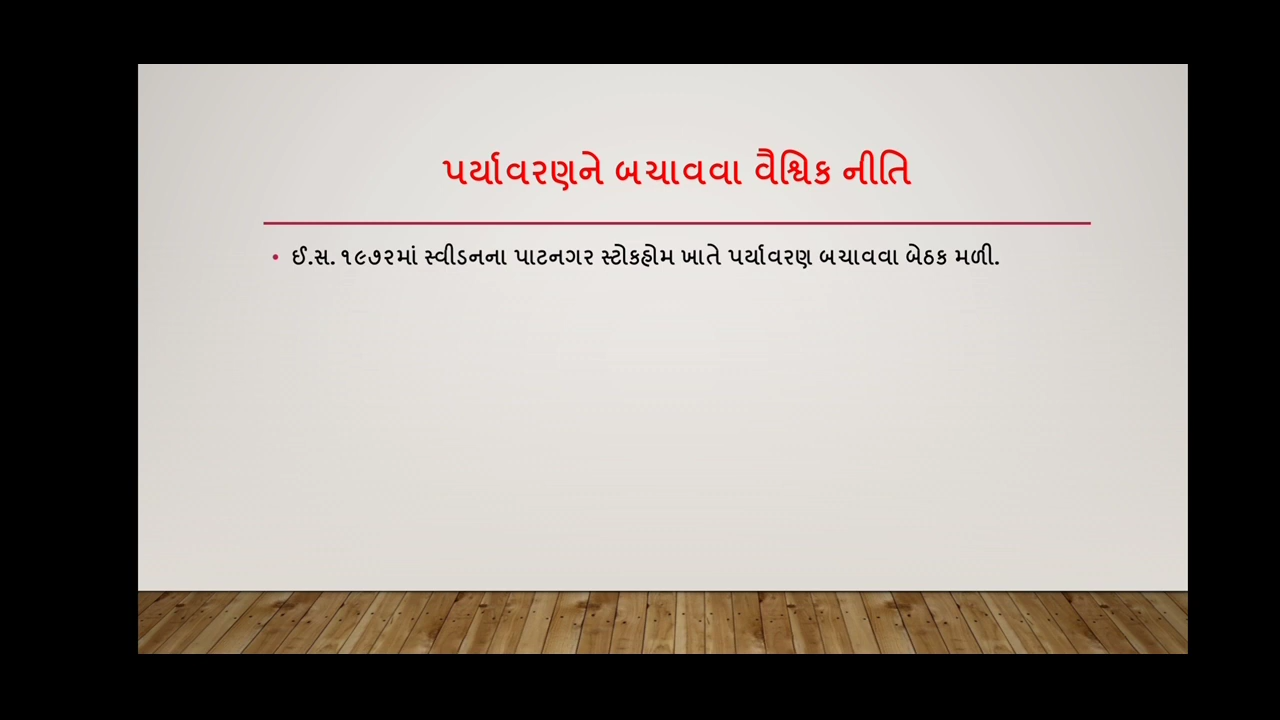 પર્યાવરણને બચાવવા વૈશ્વિક નીતિ
• ઈ.સ. ૧૯૭૨માં સ્વીડનના પાટનગર સ્ટોકહોમ ખાતે પર્યાવરણ બચાવવા બેઠક મળી.